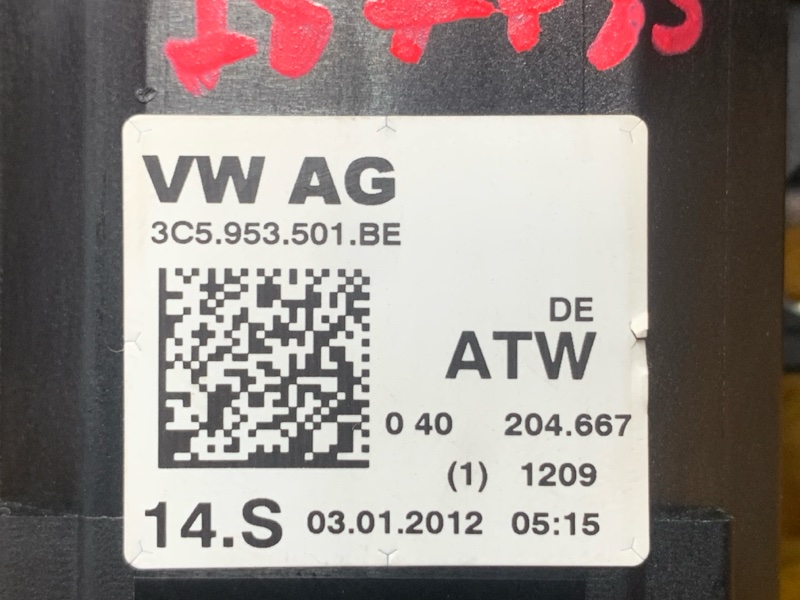 VW AG
3C5.953.501.BE
DE
ATW
0 40 204.667
(1) 1209
14.S 03.01.2012 05:15